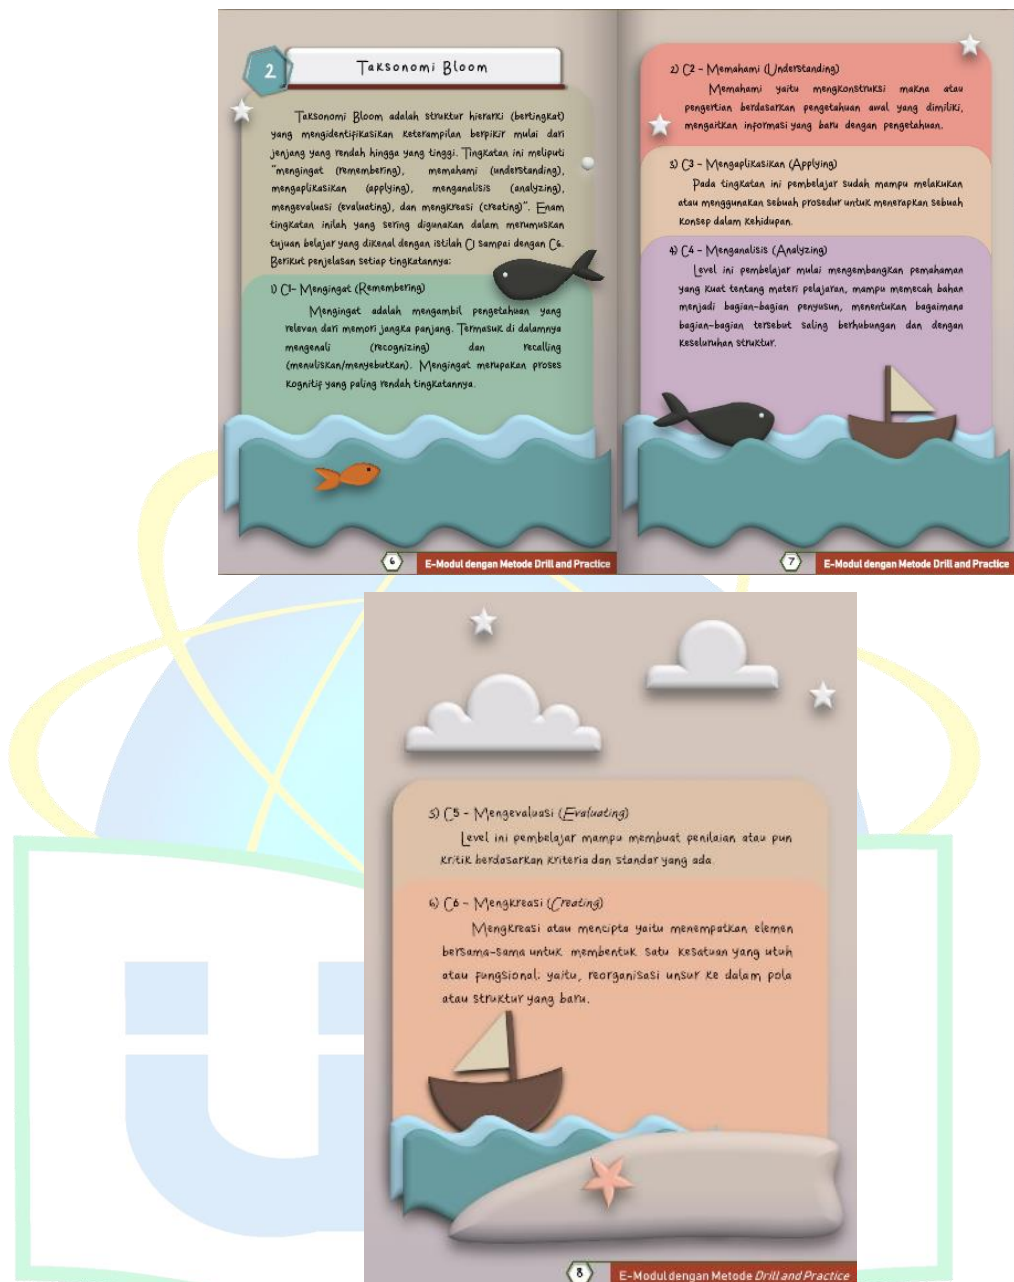 2
Taksonomi Bloom
Taksonomi Bloom adalah struktur hierarki (bertingkat)
yang mengidentifikasikan keterampilan berpikir mulai dari
jenjang yang rendah hingga yang tinggi. Tingkatan ini meliputi
"mengingat (remembering), memahami (understanding),
mengaplikasikan (applying), menganalisis (analyzing),
mengevaluasi (evaluating), dan mengkreasi (creating)". Enam
tingkatan inilah yang sering digunakan dalam merumuskan
tujuan belajar yang dikenal dengan istilah C1 sampai dengan C6.
Berikut penjelasan setiap tingkatannya:
1) C1- Mengingat (Remembering)
Mengingat adalah mengambil pengetahuan yang
relevan dari memori jangka panjang. Termasuk di dalamnya
mengenali (recognizing) dan recalling
(menuliskan/menyebutkan). Mengingat merupakan proses
kognitif yang paling rendah tingkatannya.
6
E-Modul dengan Metode Drill and Practice
2) C2 - Memahami (Understanding)
Memahami yaitu mengkonstruksi makna atau
pengertian berdasarkan pengetahuan awal yang dimiliki,
mengaitkan informasi yang baru dengan pengetahuan.
3) C3 - Mengaplikasikan (Applying)
Pada tingkatan ini pembelajar sudah mampu melakukan
atau menggunakan sebuah prosedur untuk menerapkan sebuah
konsep dalam kehidupan.
4) C4 - Menganalisis (Analyzing)
Level ini pembelajar mulai mengembangkan pemahaman
yang kuat tentang materi pelajaran, mampu memecah bahan
menjadi bagian-bagian penyusun, menentukan bagaimana
bagian-bagian tersebut saling berhubungan dan dengan
keseluruhan struktur.
7
E-Modul dengan Metode Drill and Practice
5) C5 - Mengevaluasi (Evaluating)
Level ini pembelajar mampu membuat penilaian atau pun
kritik berdasarkan kriteria dan standar yang ada.
6) C6 - Mengkreasi (Creating)
Mengkreasi atau mencipta yaitu menempatkan elemen
bersama-sama untuk membentuk satu kesatuan yang utuh
atau fungsional; yaitu, reorganisasi unsur ke dalam pola
atau struktur yang baru.
8
E-Modul dengan Metode Drill and Practice